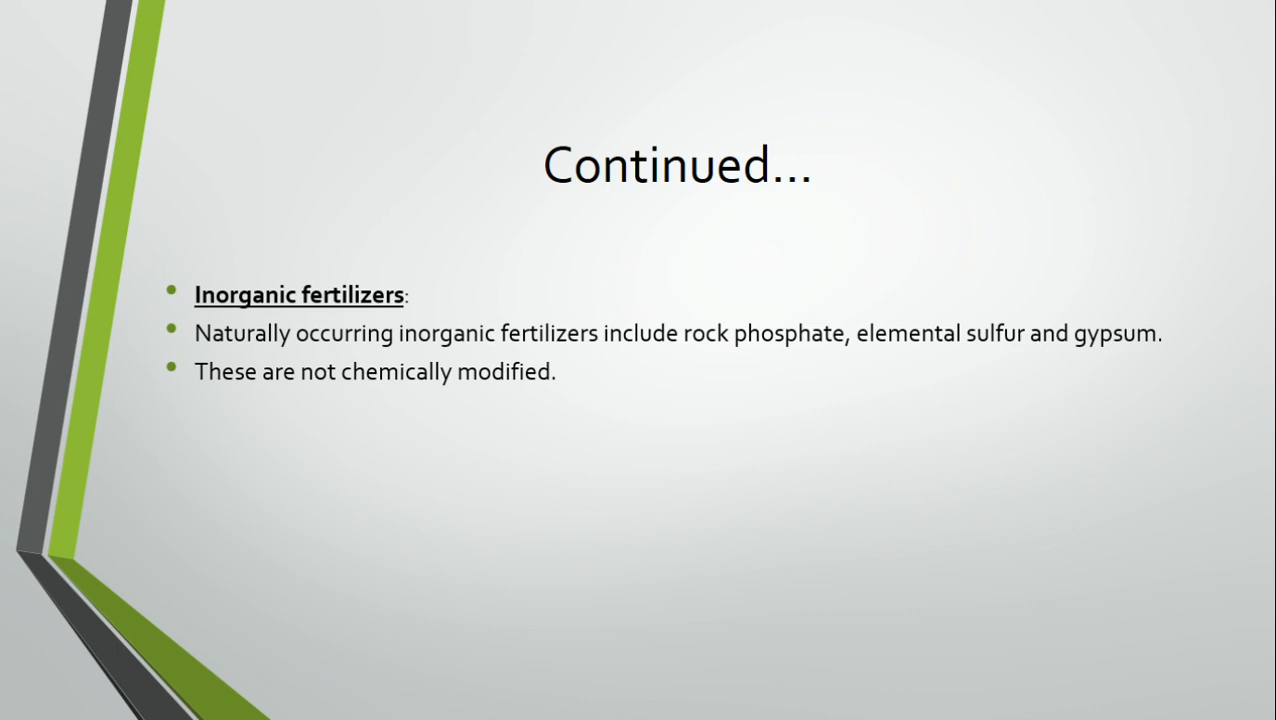 Continued...
Inorganic fertilizers:
Naturally occurring inorganic fertilizers include rock phosphate, elemental sulfur and gypsum.
These are not chemically modified.